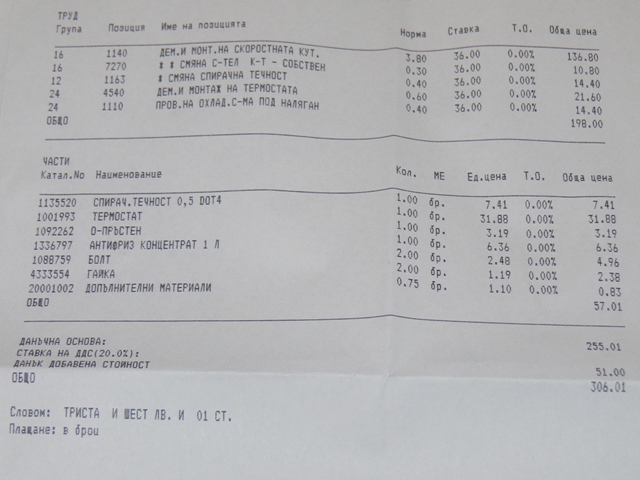 ТРУД
Група Позиция Име на позицията Норма Ставка Т.О. Обща цена
16 1140 ДЕМ.И МОНТ.НА СКОРОСТНАТА КУТ. 3.80 36.00 0.00% 136.80
16 7270 * * СМЯНА С-ТЕЛ К-Т - СОБСТВЕН 0.30 36.00 0.00% 10.80
12 1163 * СМЯНА СПИРАЧНА ТЕЧНОСТ 0.40 36.00 0.00% 14.40
24 4540 ДЕМ.И МОНТАЖ НА ТЕРМОСТАТА 0.60 36.00 0.00% 21.60
24 1110 ПРОВ.НА ОХЛАД.С-МА ПОД НАЛЯГАН 0.40 36.00 0.00% 14.40
ОБЩО 198.00
ЧАСТИ
Катал.No Наименование Кол. МЕ Ед.цена Т.О. Обща цена
1135520 СПИРАЧ.ТЕЧНОСТ 0,5 DOT4 1.00 бр. 7.41 0.00% 7.41
1001993 ТЕРМОСТАТ 1.00 бр. 31.88 0.00% 31.88
1092262 О-ПРЪСТЕН 1.00 бр. 3.19 0.00% 3.19
1336797 АНТИФРИЗ КОНЦЕНТРАТ 1 Л 1.00 бр. 6.36 0.00% 6.36
1088759 БОЛТ 2.00 бр. 2.48 0.00% 4.96
4333554 ГАЙКА 2.00 бр. 1.19 0.00% 2.38
20001002 ДОПЪЛНИТЕЛНИ МАТЕРИАЛИ 0.75 бр. 1.10 0.00% 0.83
ОБЩО 57.01
ДАНЪЧНА ОСНОВА: 255.01
СТАВКА НА ДДС(20.0%):
ДАНЪК ДОБАВЕНА СТОЙНОСТ 51.00
ОБЩО 306.01
Словом: ТРИСТА И ШЕСТ ЛВ. И 01 СТ.
Плащане: в брой